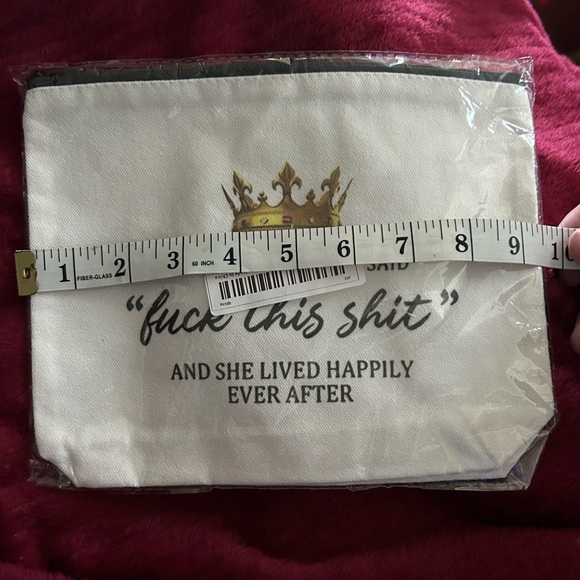 1 FIBER-GLASS 2 3 60 INCH 4 5 6 7 8 9 10
SAID
“fuck this shit”
AND SHE LIVED HAPPILY
EVER AFTER